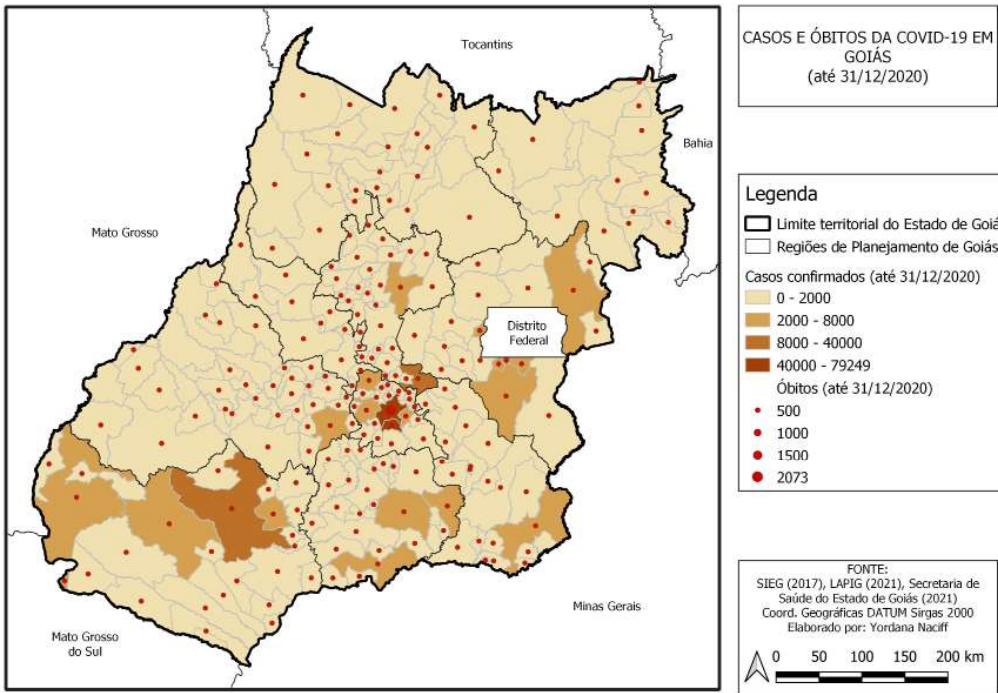 Tocantins
Bahia
Mato Grosso
Distrito
Federal
Minas Gerais
Mato Grosso
do Sul
CASOS E ÓBITOS DA COVID-19 EM
GOIÁS
(até 31/12/2020)
Legenda
Limite territorial do Estado de Goiá
Regiões de Planejamento de Goiás
Casos confirmados (até 31/12/2020)
0 - 2000
2000 - 8000
8000 - 40000
40000 - 79249
Óbitos (até 31/12/2020)
500
1000
1500
2073
FONTE:
SIEG (2017), LAPIG (2021), Secretaria de
Saúde do Estado de Goiás (2021)
Coord. Geográficas DATUM Sirgas 2000
Elaborado por: Yordana Naciff
0 50 100 150 200 km